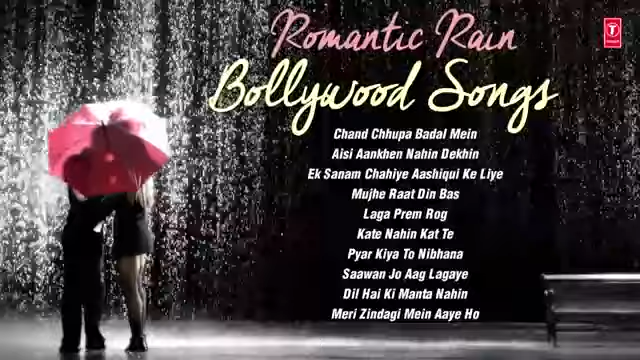 Romantic Rain
Bollywood Songs
Chand Chhupa Badal Mein
Aisi Aankhen Nahin Dekhin
Ek Sanam Chahiye Aashiqui Ke Liye
Mujhe Raat Din Bas
Laga Prem Rog
Kate Nahin Kat Te
Pyar Kiya To Nibhana
Saawan Jo Aag Lagaye
Dil Hai Ki Manta Nahin
Meri Zindagi Mein Aaye Ho